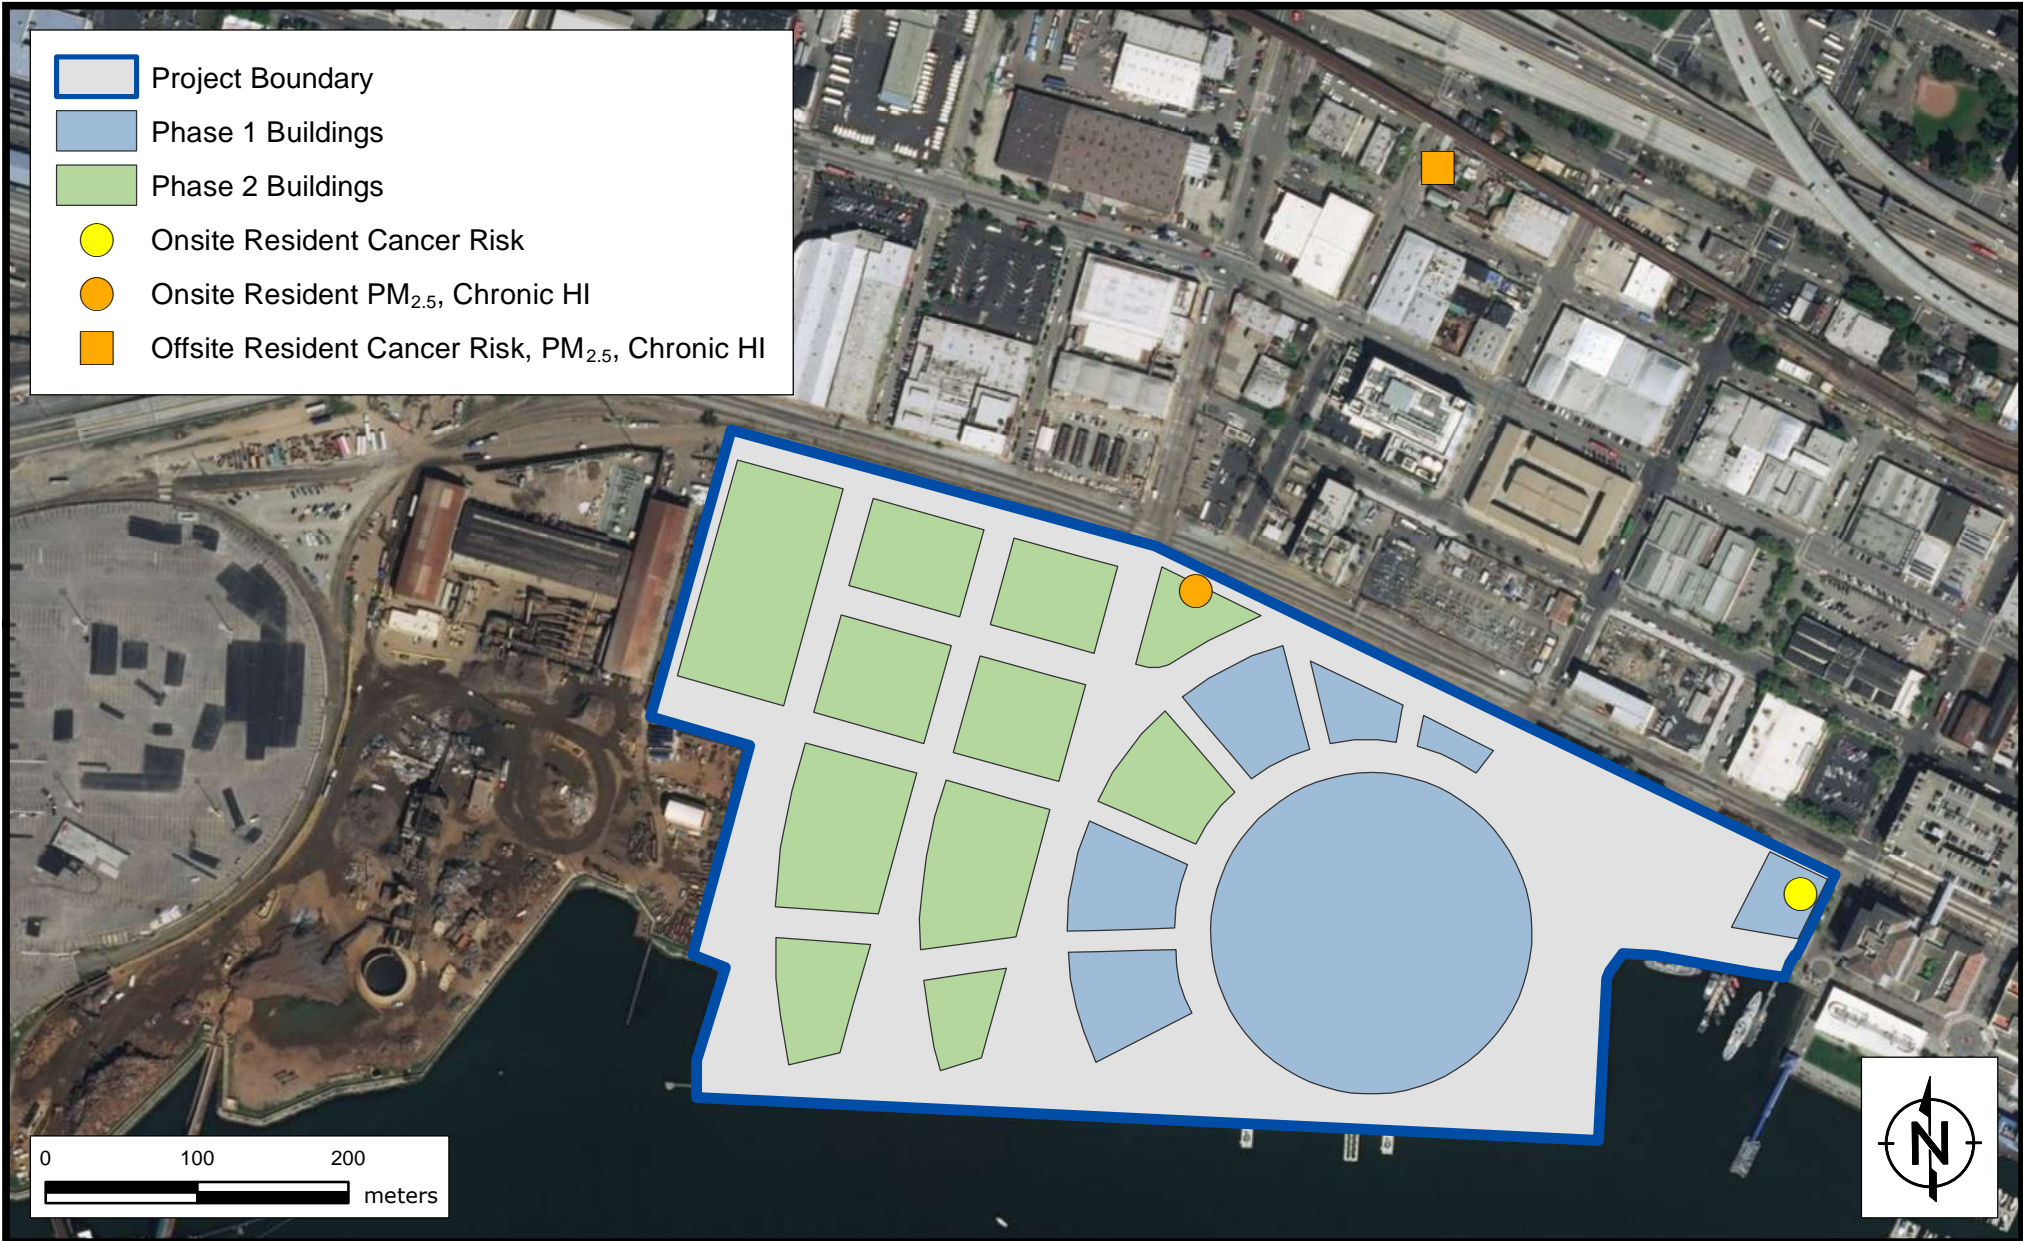 Project Boundary
Phase 1 Buildings
Phase 2 Buildings
Onsite Resident Cancer Risk
Onsite Resident PM2.5, Chronic HI
Offsite Resident Cancer Risk, PM2.5, Chronic HI
0 100 200
meters
N